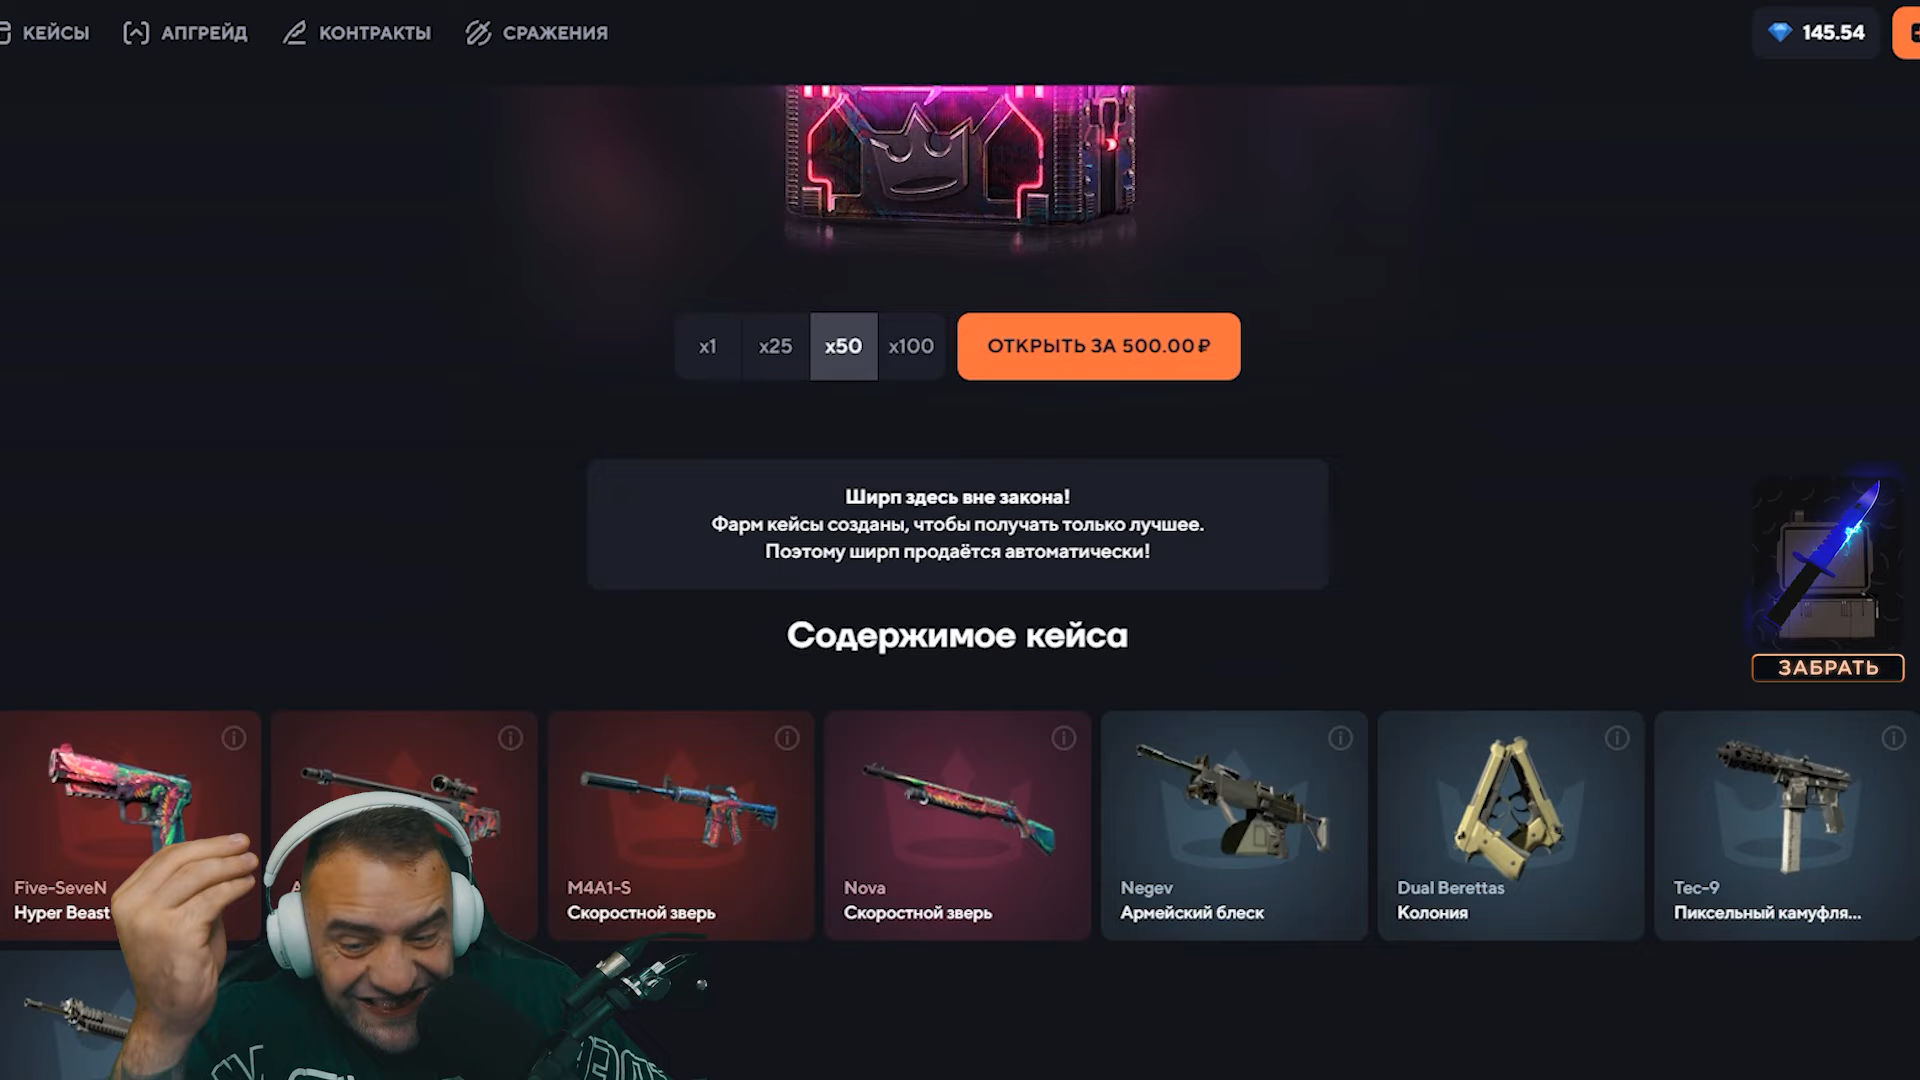 КЕЙСЫ
АПГРЕЙД
КОНТРАКТЫ
СРАЖЕНИЯ
145.54
x1
x25
x50
x100
ОТКРЫТЬ ЗА 500.00 ₽
Ширп здесь вне закона!
Фарм кейсы созданы, чтобы получать только лучшее.
Поэтому ширп продаётся автоматически!
ЗАБРАТЬ
Содержимое кейса
Five-SeveN
Hyper Beast
M4A1-S
Скоростной зверь
Nova
Скоростной зверь
Negev
Армейский блеск
Dual Berettas
Колония
Tec-9
Пиксельный камуфля...